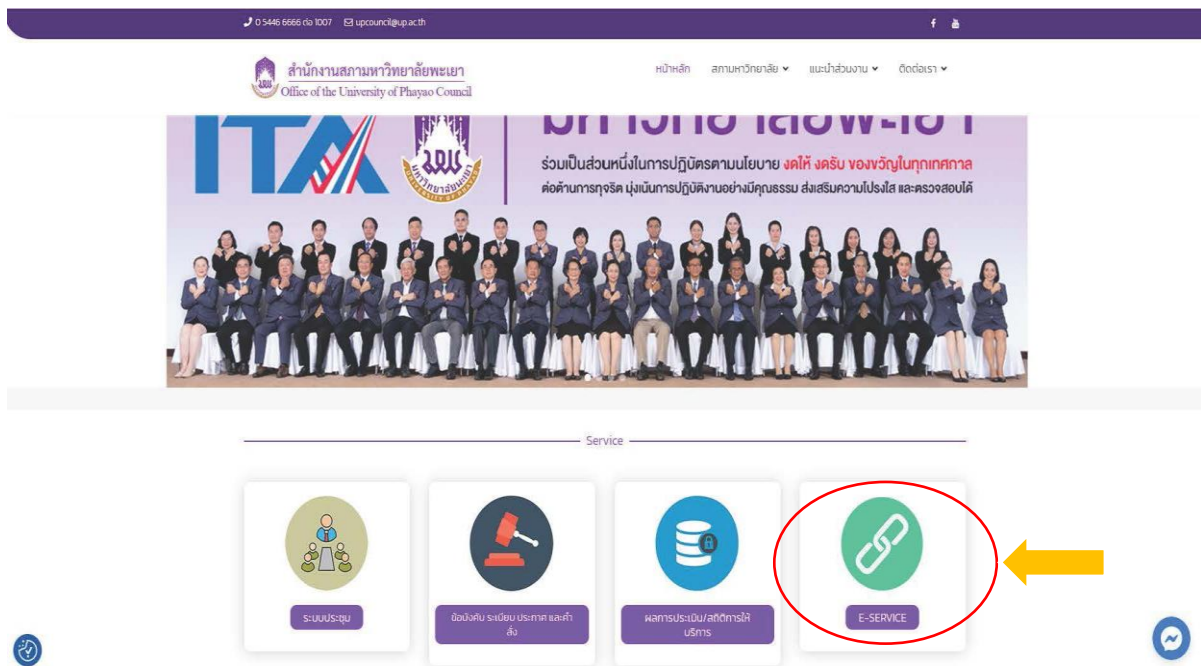 0 5446 6666 ต่อ 1007 upcouncil@up.ac.th
สำนักงานสภามหาวิทยาลัยพะเยา
Office of the University of Phayao Council
หน้าหลัก สภามหาวิทยาลัย แนะนำส่วนงาน ติดต่อเรา
ITA
มหาวิทยาลัยพะเยา
ร่วมเป็นส่วนหนึ่งในการปฏิบัตรตามนโยบาย งดให้ งดรับ ของขวัญในทุกเทศกาล
ต่อต้านการทุจริต มุ่งเน้นการปฏิบัติงานอย่างมีคุณธรรม ส่งเสริมความโปร่งใส และตรวจสอบได้
Service
ระบบประชุม
ข้อบังคับ ระเบียบ ประกาศ และคำ
สั่ง
ผลการประเมิน/สถิติการให้
บริการ
E-SERVICE